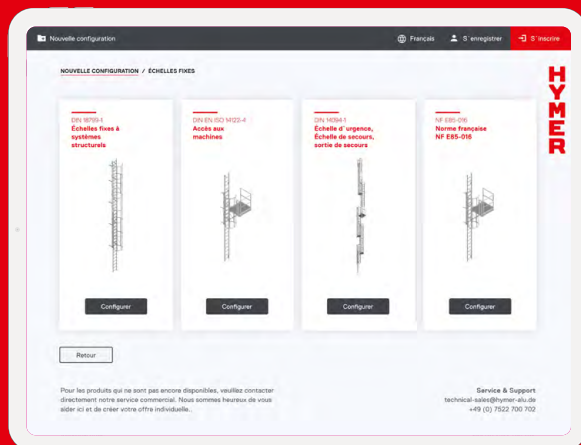 Nouvelle configuration
Français
S`enregistrer
S`inscrire
NOUVELLE CONFIGURATION / ÉCHELLES FIXES
HYMER
DIN 18799-1
Échelles fixes à
systèmes
structurels
Configurer
DIN EN ISO 14122-4
Accès aux
machines
Configurer
DIN 14094-1
Échelle d`urgence,
Échelle de secours,
sortie de secours
Configurer
NF E85-016
Norme française
NF E85-016
Configurer
Retour
Pour les produits qui ne sont pas encore disponibles, veuillez contacter
directement notre service commercial. Nous sommes heureux de vous
aider ici et de créer votre offre individuelle..
Service & Support
technical-sales@hymer-alu.de
+49 (0) 7522 700 702